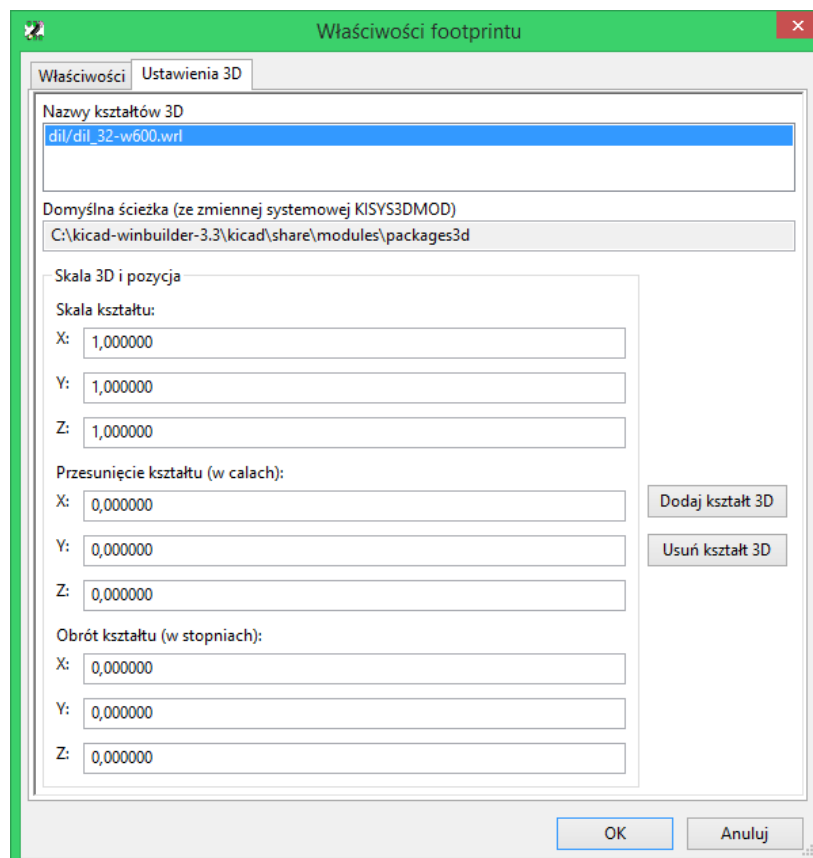 Właściwości footprintu
Właściwości Ustawienia 3D
Nazwy kształtów 3D
dil/dil_32-w600.wrl
Domyślna ścieżka (ze zmiennej systemowej KISYS3DMOD)
C:\kicad-winbuilder-3.3\kicad\share\modules\packages3d
Skala 3D i pozycja
Skala kształtu:
X: 1,000000
Y: 1,000000
Z: 1,000000
Przesunięcie kształtu (w calach):
X: 0,000000
Y: 0,000000
Z: 0,000000
Dodaj kształt 3D
Usuń kształt 3D
Obrót kształtu (w stopniach):
X: 0,000000
Y: 0,000000
Z: 0,000000
OK Anuluj